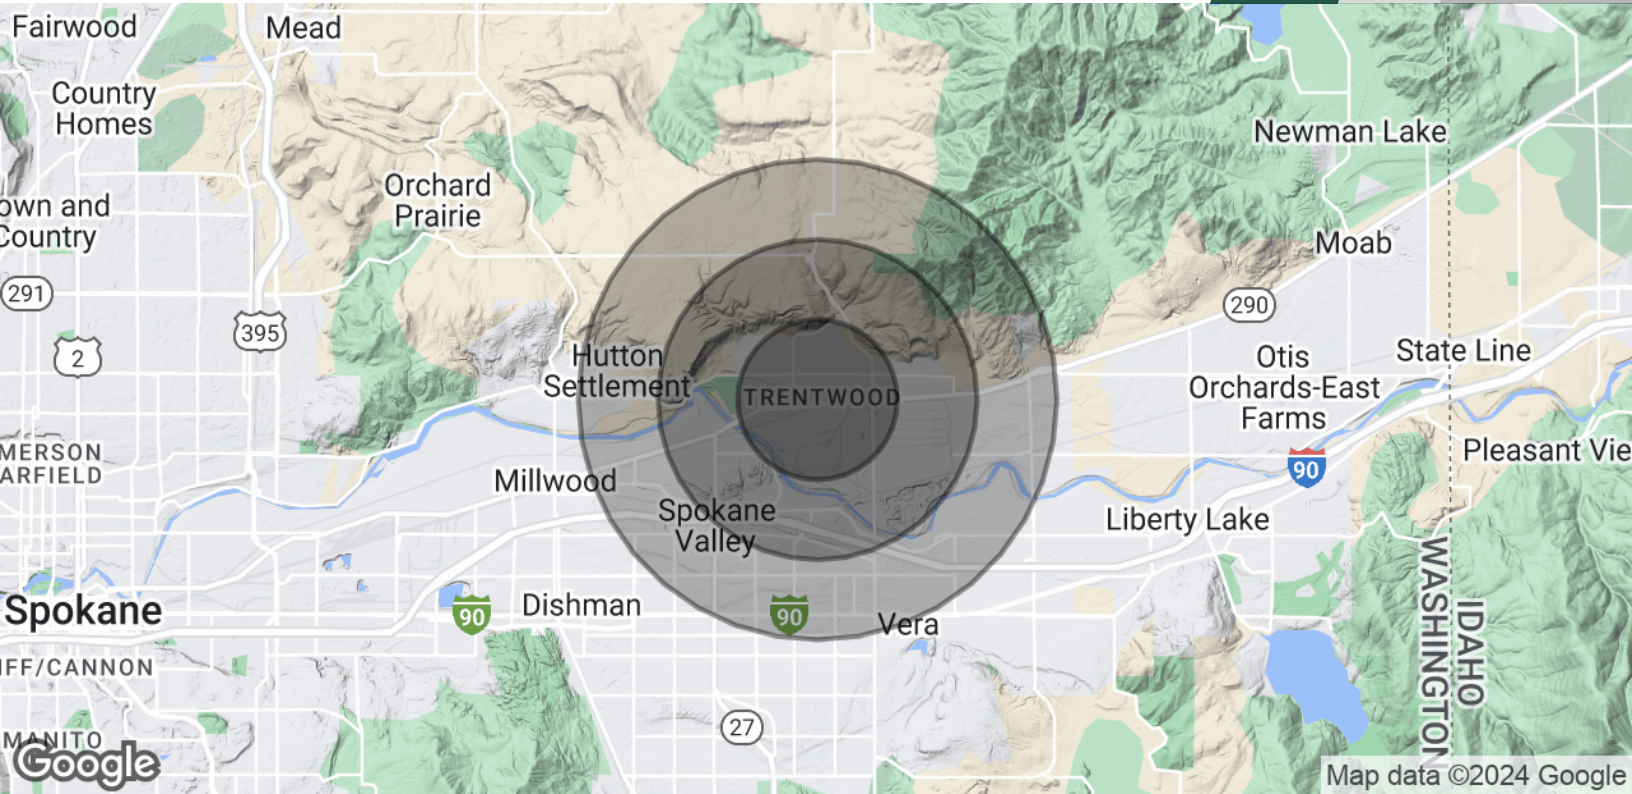 Fairwood
Mead
Country
Homes
Newman Lake
Orchard
Prairie
own and
Country
Moab
291
290
395
2
Hutton
Settlement
State Line
Otis
Orchards-East
Farms
TRENTWOOD
MERSON
ARFIELD
Pleasant Vie
90
Millwood
Spokane
Valley
Liberty Lake
WASHINGTON
IDAHO
Spokane
90
Dishman
90
Vera
IFF/CANNON
27
MANITO
Google
Map data ©2024 Google